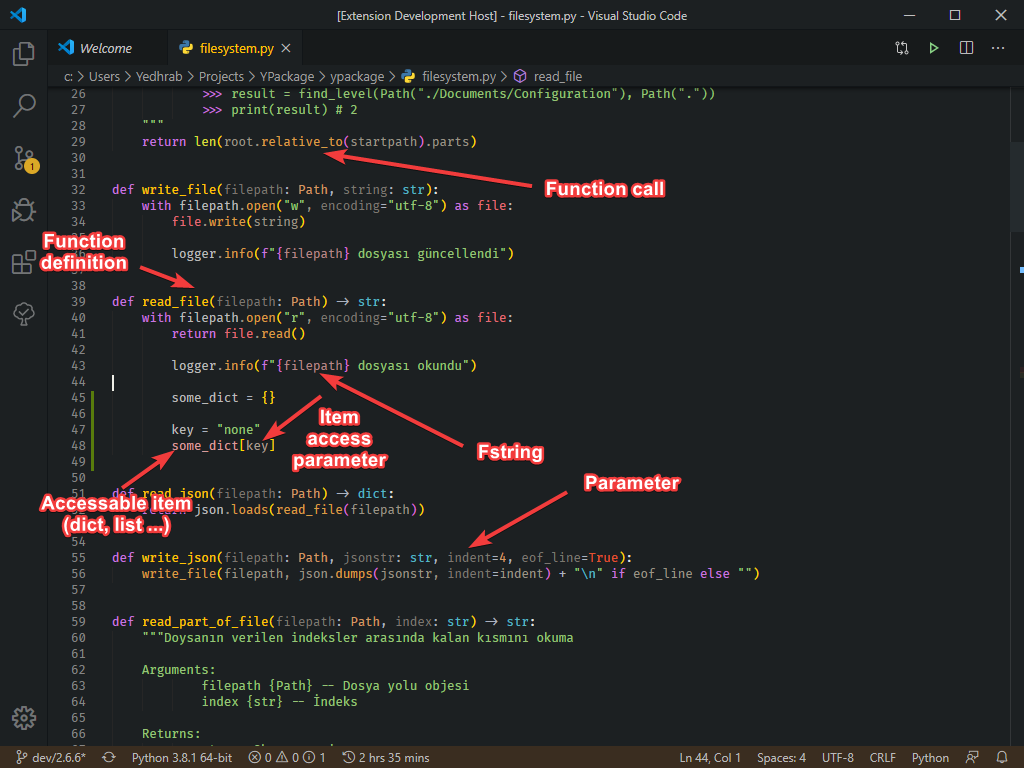 [Extension Development Host] - filesystem.py - Visual Studio Code
Welcome
filesystem.py
c: > Users > Yedhrab > Projects > YPackage > ypackage > filesystem.py > read_file
26 >>> result = find_level(Path("./Documents/Configuration"), Path("."))
27 >>> print(result) # 2
28 """
29 return len(root.relative_to(startpath).parts)
30
31
Function call
32 def write_file(filepath: Path, string: str):
33 with filepath.open("w", encoding="utf-8") as file:
34 file.write(string)
Function
definition
logger.info(f"{filepath} dosyası güncellendi")
38
39 def read_file(filepath: Path) → str:
40 with filepath.open("r", encoding="utf-8") as file:
41 return file.read()
42
43 logger.info(f"{filepath} dosyası okundu")
44
45 some_dict = {}
46
47 key = "none"
48 some_dict[key]
49
Item
access
parameter
Fstring
Parameter
50
51 def read_json(filepath: Path) → dict:
Accessable item
(dict, list ...)
52 return json.loads(read_file(filepath))
54
55 def write_json(filepath: Path, jsonstr: str, indent=4, eof_line=True):
56 write_file(filepath, json.dumps(jsonstr, indent=indent) + "\n" if eof_line else "")
57
58
59 def read_part_of_file(filepath: Path, index: str) → str:
60 """Doysanın verilen indeksler arasında kalan kısmını okuma
61
62 Arguments:
63 filepath {Path} -- Dosya yolu objesi
64 index {str} -- İndeks
65
66 Returns:
1
dev/2.6.6* Python 3.8.1 64-bit 0 0 1 2 hrs 35 mins Ln 44, Col 1 Spaces: 4 UTF-8 CRLF Python